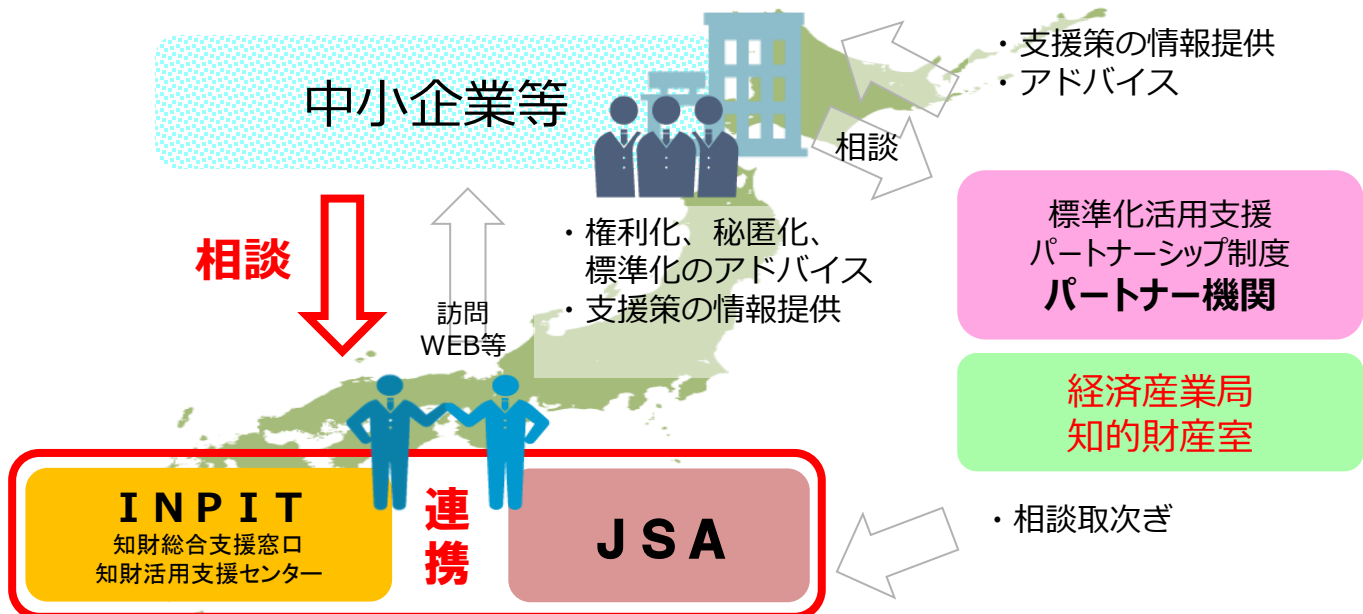 中小企業等
・支援策の情報提供
・アドバイス
相談
相談
訪問
WEB等
・権利化、秘匿化、
標準化のアドバイス
・支援策の情報提供
標準化活用支援
パートナーシップ制度
パートナー機関
経済産業局
知的財産室
ＩＮＰＩＴ
知財総合支援窓口
知財活用支援センター
連
携
ＪＳＡ
・相談取次ぎ